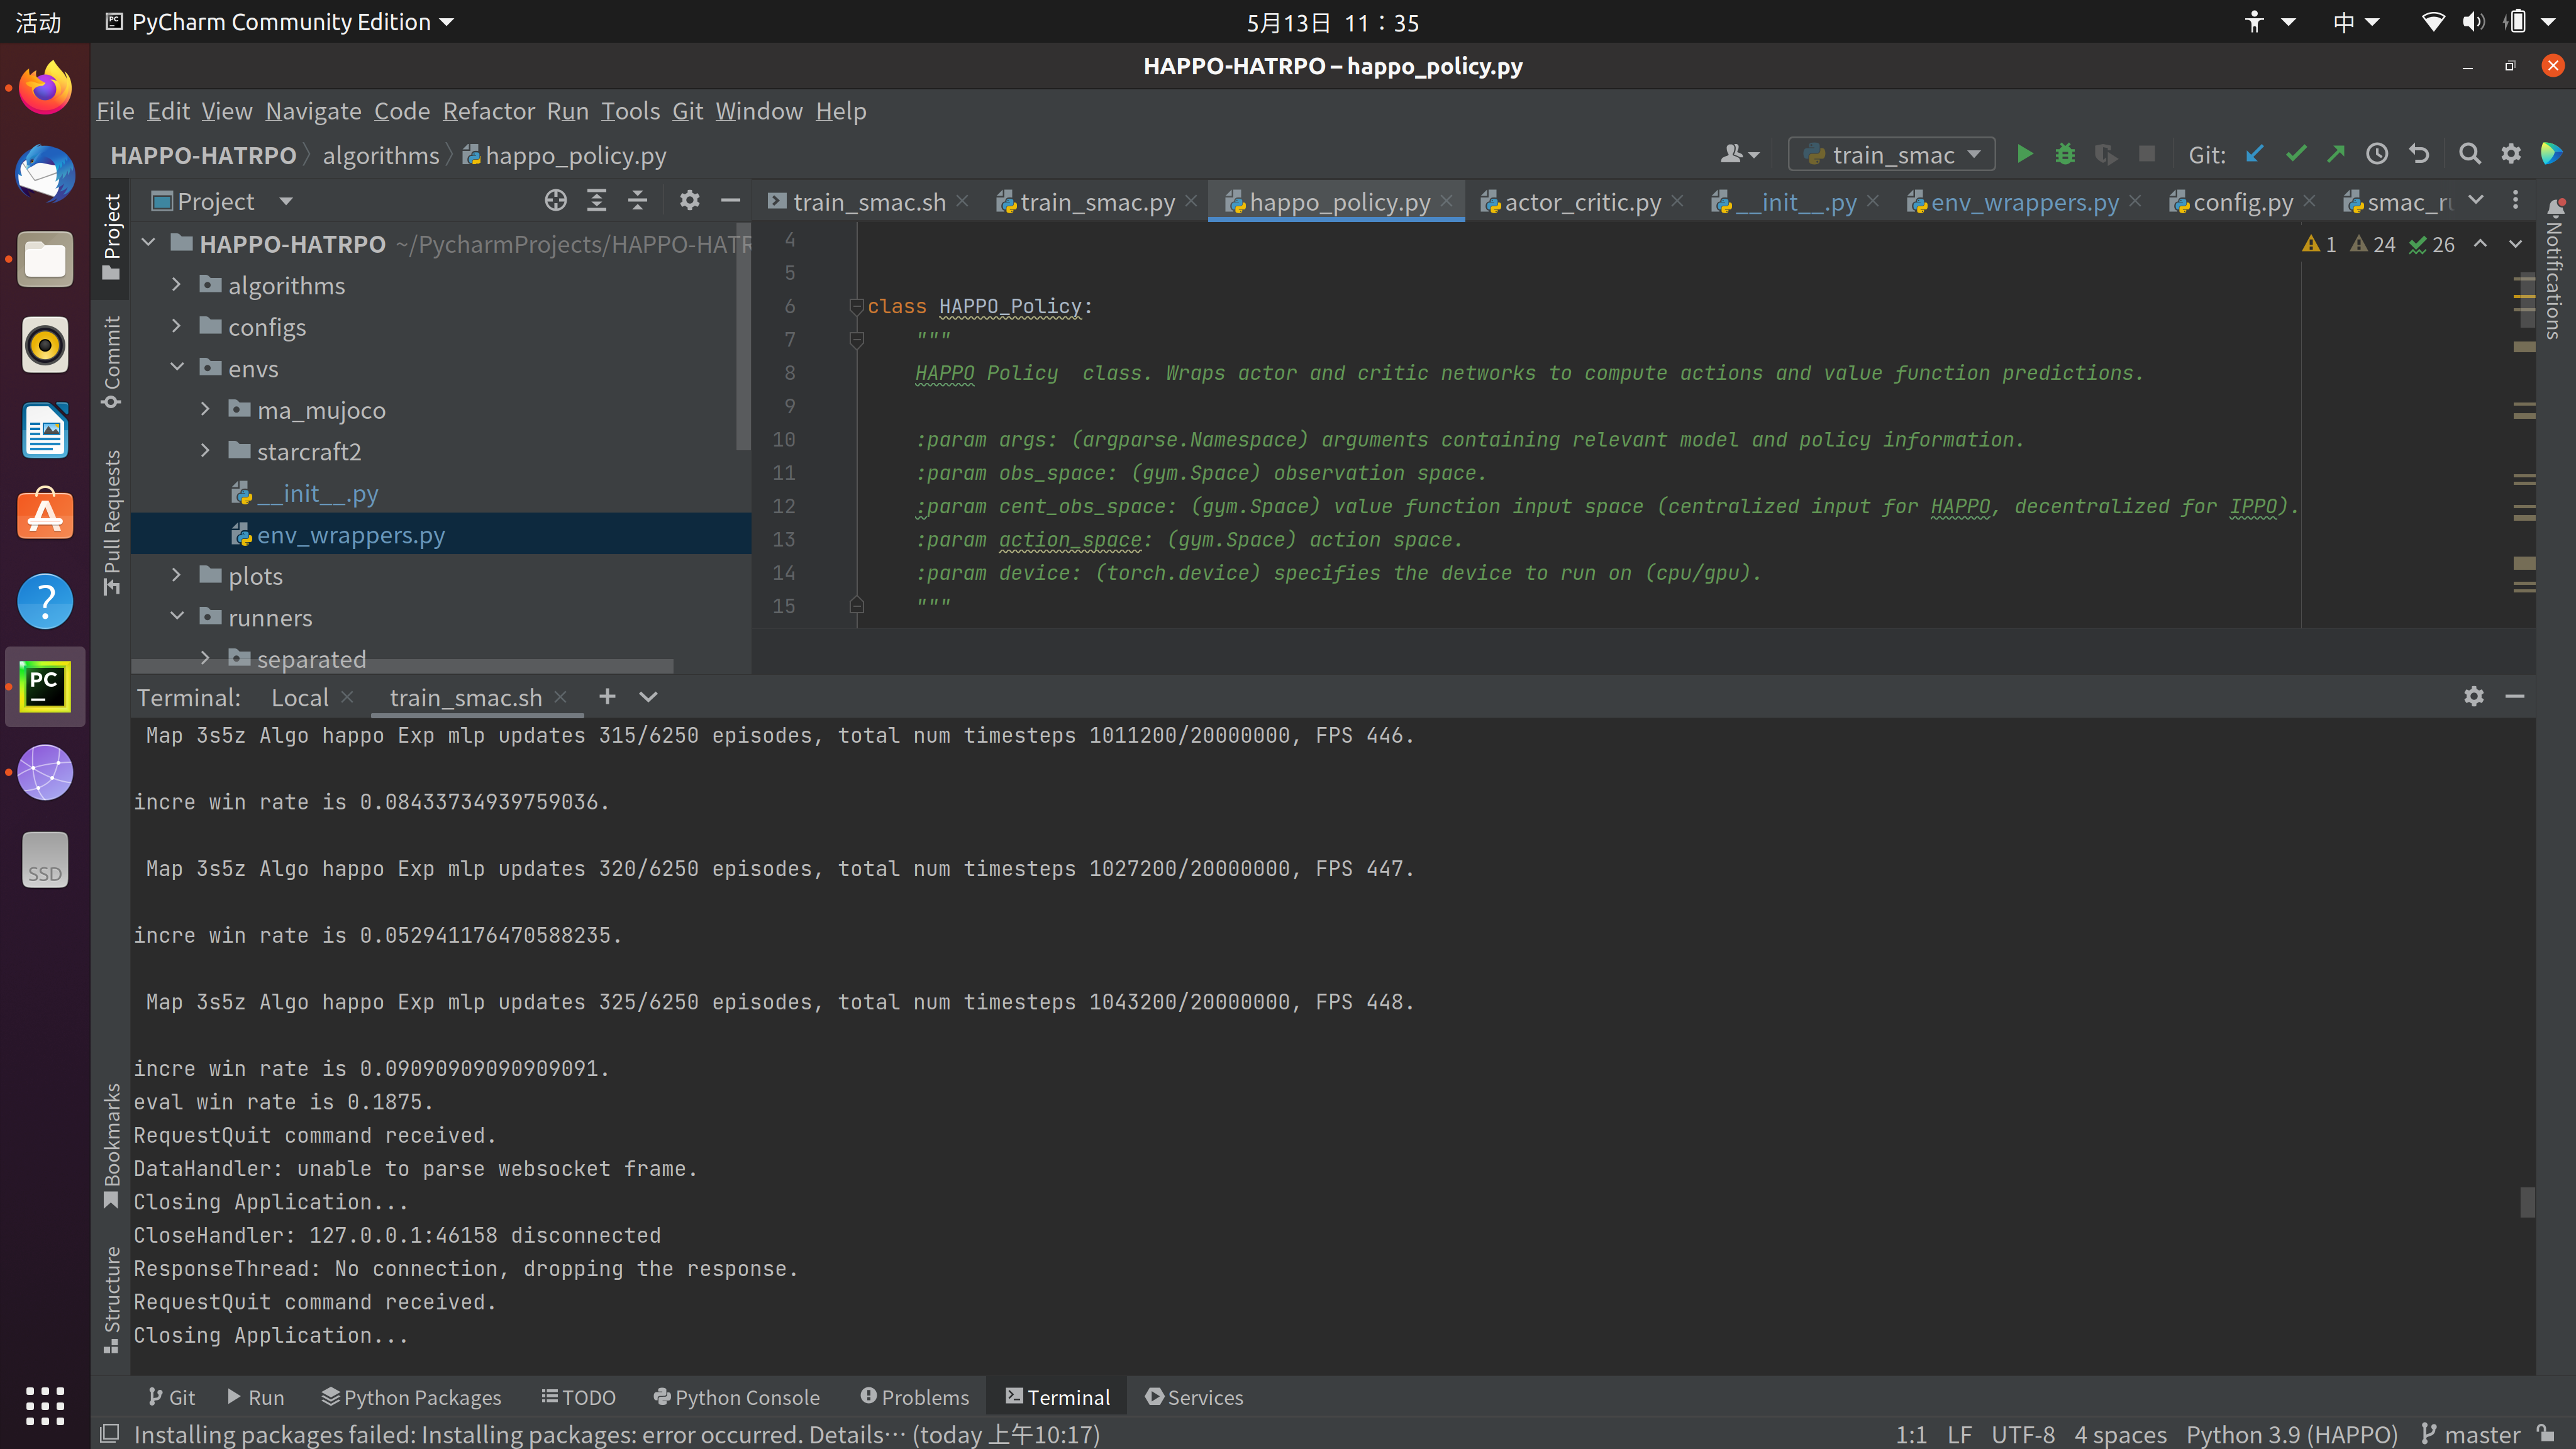 活动 PyCharm Community Edition 5月13日 11：35 中
HAPPO-HATRPO – happo_policy.py
File Edit View Navigate Code Refactor Run Tools Git Window Help
HAPPO-HATRPO algorithms happo_policy.py train_smac Git:
Project train_smac.sh train_smac.py happo_policy.py actor_critic.py __init__.py env_wrappers.py config.py smac_ru
Project
Commit
Pull Requests
Bookmarks
Structure
Notifications
HAPPO-HATRPO ~/PycharmProjects/HAPPO-HATR
algorithms
configs
envs
ma_mujoco
starcraft2
__init__.py
env_wrappers.py
plots
runners
separated
1 24 26
4
5
6 class HAPPO_Policy:
7 """
8 HAPPO Policy  class. Wraps actor and critic networks to compute actions and value function predictions.
9
10 :param args: (argparse.Namespace) arguments containing relevant model and policy information.
11 :param obs_space: (gym.Space) observation space.
12 :param cent_obs_space: (gym.Space) value function input space (centralized input for HAPPO, decentralized for IPPO).
13 :param action_space: (gym.Space) action space.
14 :param device: (torch.device) specifies the device to run on (cpu/gpu).
15 """
PC
SSD
Terminal: Local train_smac.sh
Map 3s5z Algo happo Exp mlp updates 315/6250 episodes, total num timesteps 1011200/20000000, FPS 446.
incre win rate is 0.08433734939759036.
Map 3s5z Algo happo Exp mlp updates 320/6250 episodes, total num timesteps 1027200/20000000, FPS 447.
incre win rate is 0.052941176470588235.
Map 3s5z Algo happo Exp mlp updates 325/6250 episodes, total num timesteps 1043200/20000000, FPS 448.
incre win rate is 0.09090909090909091.
eval win rate is 0.1875.
RequestQuit command received.
DataHandler: unable to parse websocket frame.
Closing Application...
CloseHandler: 127.0.0.1:46158 disconnected
ResponseThread: No connection, dropping the response.
RequestQuit command received.
Closing Application...
Git Run Python Packages TODO Python Console Problems Terminal Services
Installing packages failed: Installing packages: error occurred. Details… (today 上午10:17) 1:1 LF UTF-8 4 spaces Python 3.9 (HAPPO) master